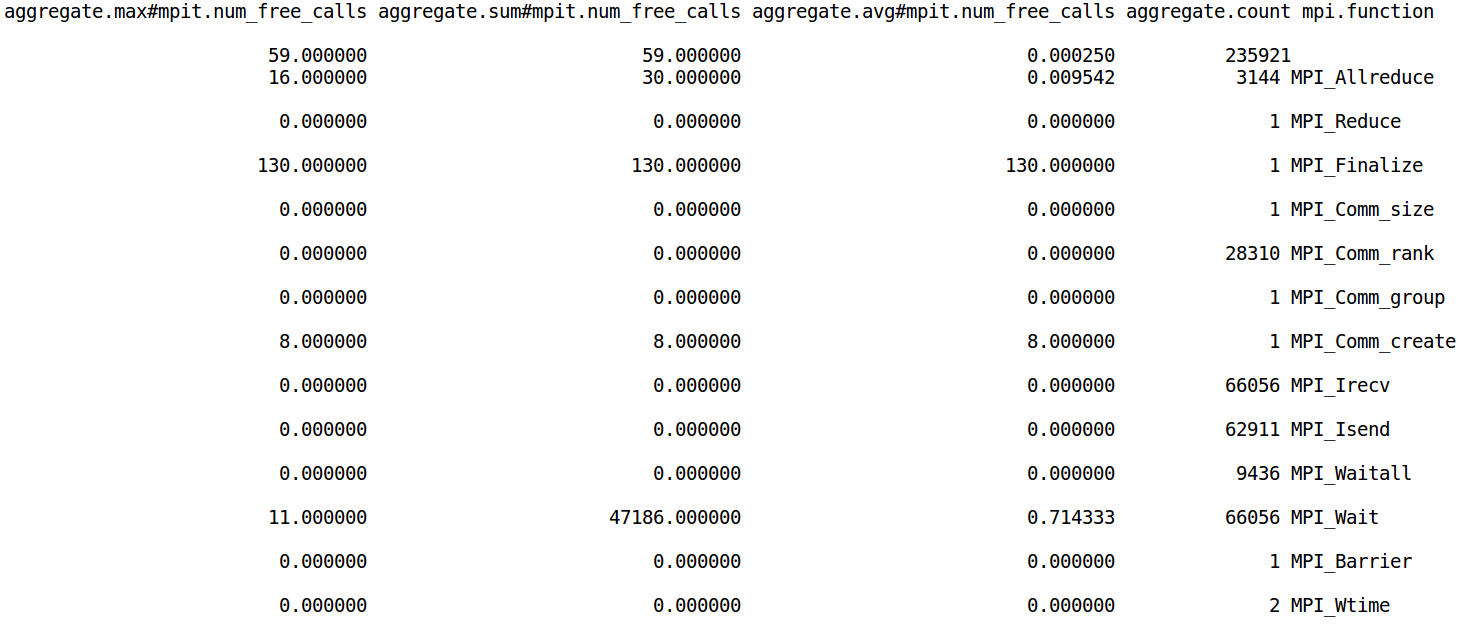 aggregate.max#mpit.num_free_calls aggregate.sum#mpit.num_free_calls aggregate.avg#mpit.num_free_calls aggregate.count mpi.function
59.000000 59.000000 0.000250 235921
16.000000 30.000000 0.009542 3144 MPI_Allreduce
0.000000 0.000000 0.000000 1 MPI_Reduce
130.000000 130.000000 130.000000 1 MPI_Finalize
0.000000 0.000000 0.000000 1 MPI_Comm_size
0.000000 0.000000 0.000000 28310 MPI_Comm_rank
0.000000 0.000000 0.000000 1 MPI_Comm_group
8.000000 8.000000 8.000000 1 MPI_Comm_create
0.000000 0.000000 0.000000 66056 MPI_Irecv
0.000000 0.000000 0.000000 62911 MPI_Isend
0.000000 0.000000 0.000000 9436 MPI_Waitall
11.000000 47186.000000 0.714333 66056 MPI_Wait
0.000000 0.000000 0.000000 1 MPI_Barrier
0.000000 0.000000 0.000000 2 MPI_Wtime